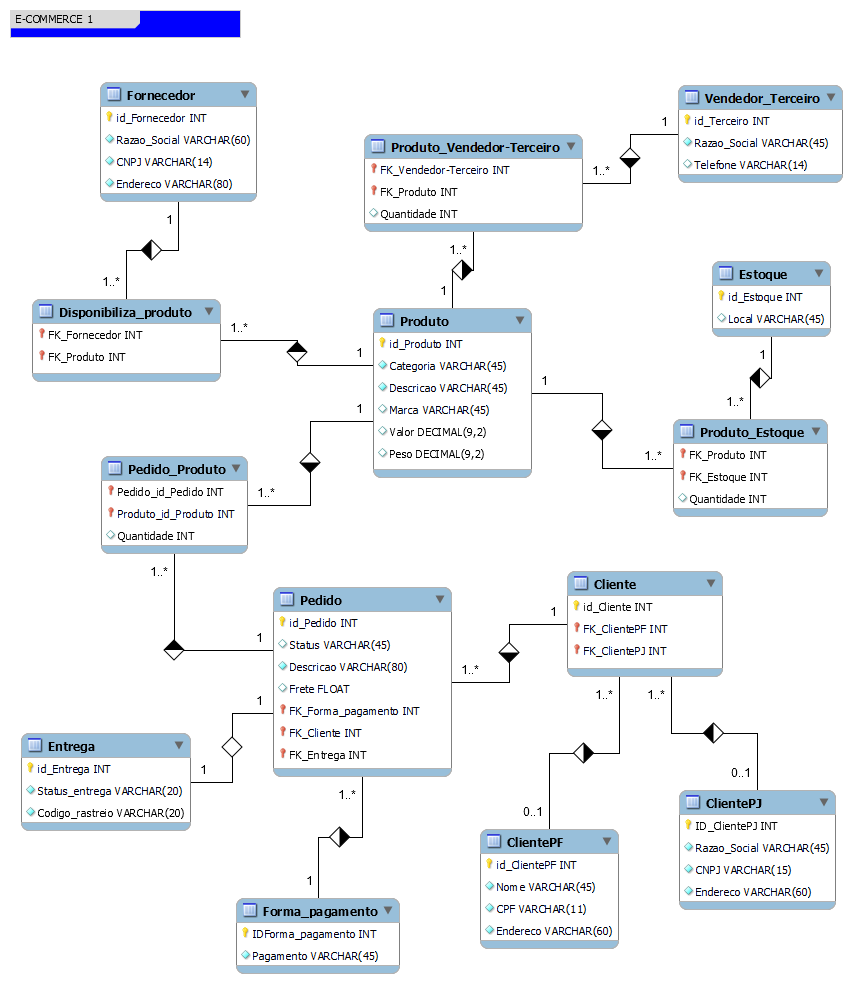 E-COMMERCE 1
Fornecedor
id_Fornecedor INT
Razao_Social VARCHAR(60)
CNPJ VARCHAR(14)
Endereco VARCHAR(80)
1
1..*
Produto_Vendedor-Terceiro
FK_Vendedor-Terceiro INT
FK_Produto INT
Quantidade INT
1..*
1
Vendedor_Terceiro
id_Terceiro INT
Razao_Social VARCHAR(45)
Telefone VARCHAR(14)
1..*
1
Estoque
id_Estoque INT
Local VARCHAR(45)
1
1..*
Disponibiliza_produto
FK_Fornecedor INT
FK_Produto INT
1..*
1
Produto
id_Produto INT
Categoria VARCHAR(45)
Descricao VARCHAR(45)
Marca VARCHAR(45)
Valor DECIMAL(9,2)
Peso DECIMAL(9,2)
1
1..*
Produto_Estoque
FK_Produto INT
FK_Estoque INT
Quantidade INT
1
1..*
Pedido_Produto
Pedido_id_Pedido INT
Produto_id_Produto INT
Quantidade INT
1..*
1
Pedido
id_Pedido INT
Status VARCHAR(45)
Descricao VARCHAR(80)
Frete FLOAT
FK_Forma_pagamento INT
FK_Cliente INT
FK_Entrega INT
1
1..*
Cliente
id_Cliente INT
FK_ClientePF INT
FK_ClientePJ INT
1..*
1..*
1
1
Entrega
id_Entrega INT
Status_entrega VARCHAR(20)
Codigo_rastreio VARCHAR(20)
1..*
1
0..1
0..1
ClientePJ
ID_ClientePJ INT
Razao_Social VARCHAR(45)
CNPJ VARCHAR(15)
Endereco VARCHAR(60)
ClientePF
id_ClientePF INT
Nome VARCHAR(45)
CPF VARCHAR(11)
Endereco VARCHAR(60)
Forma_pagamento
IDForma_pagamento INT
Pagamento VARCHAR(45)